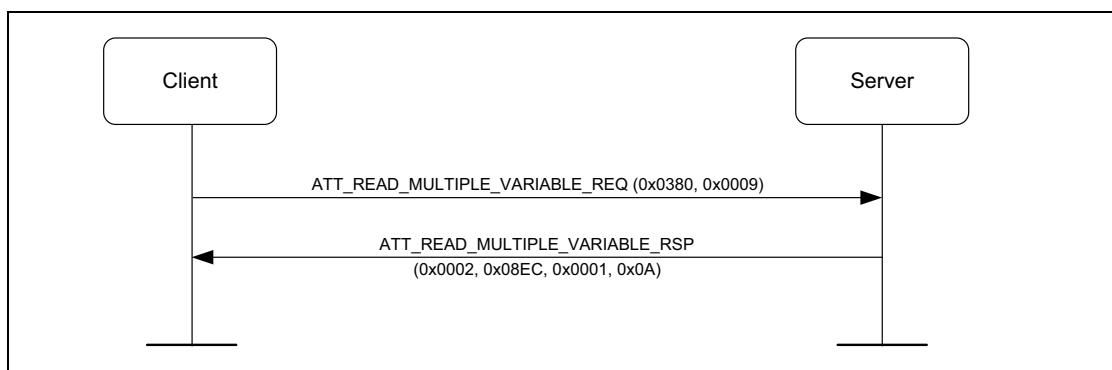 Client
Server
ATT_READ_MULTIPLE_VARIABLE_REQ (0x0380, 0x0009)
ATT_READ_MULTIPLE_VARIABLE_RSP
(0x0002, 0x08EC, 0x0001, 0x0A)